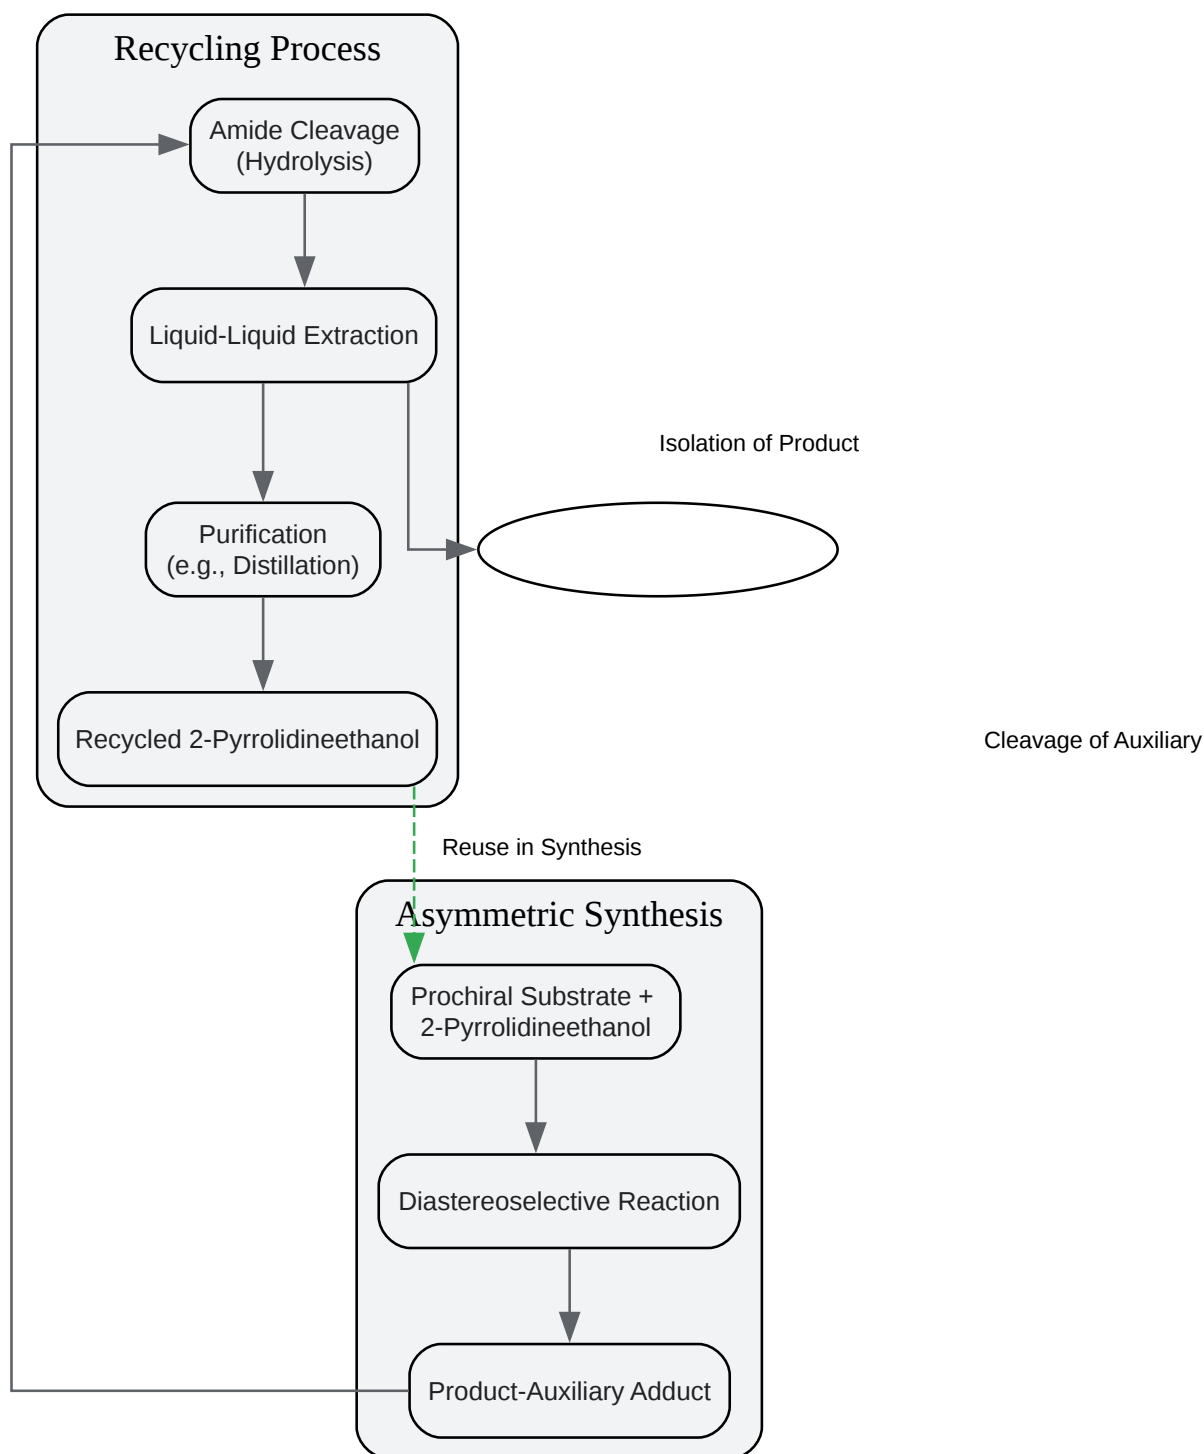 Recycling Process
Amide Cleavage
(Hydrolysis)
Liquid-Liquid Extraction
Isolation of Product
Purification
(e.g., Distillation)
Recycled 2-Pyrrolidineethanol
Cleavage of Auxiliary
Reuse in Synthesis
Asymmetric Synthesis
Prochiral Substrate +
2-Pyrrolidineethanol
Diastereoselective Reaction
Product-Auxiliary Adduct